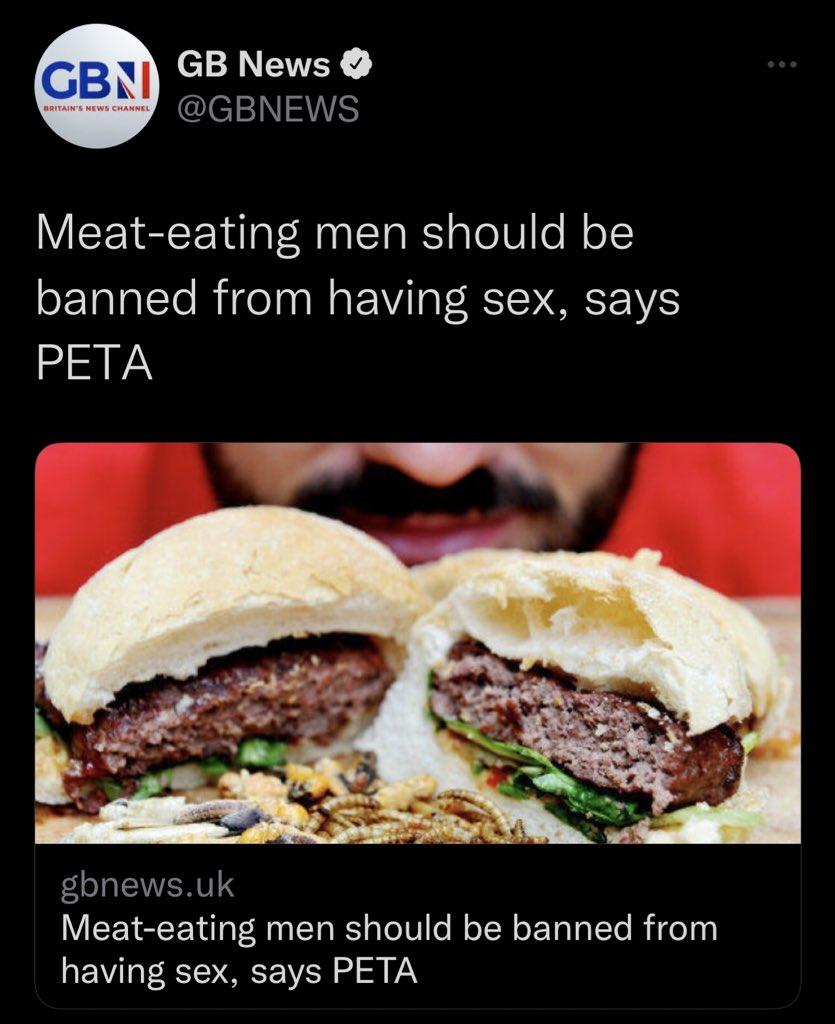 GBN
BRITAIN'S NEWS CHANNEL
GB News
@GBNEWS
Meat-eating men should be
banned from having sex, says
PETA
gbnews.uk
Meat-eating men should be banned from
having sex, says PETA